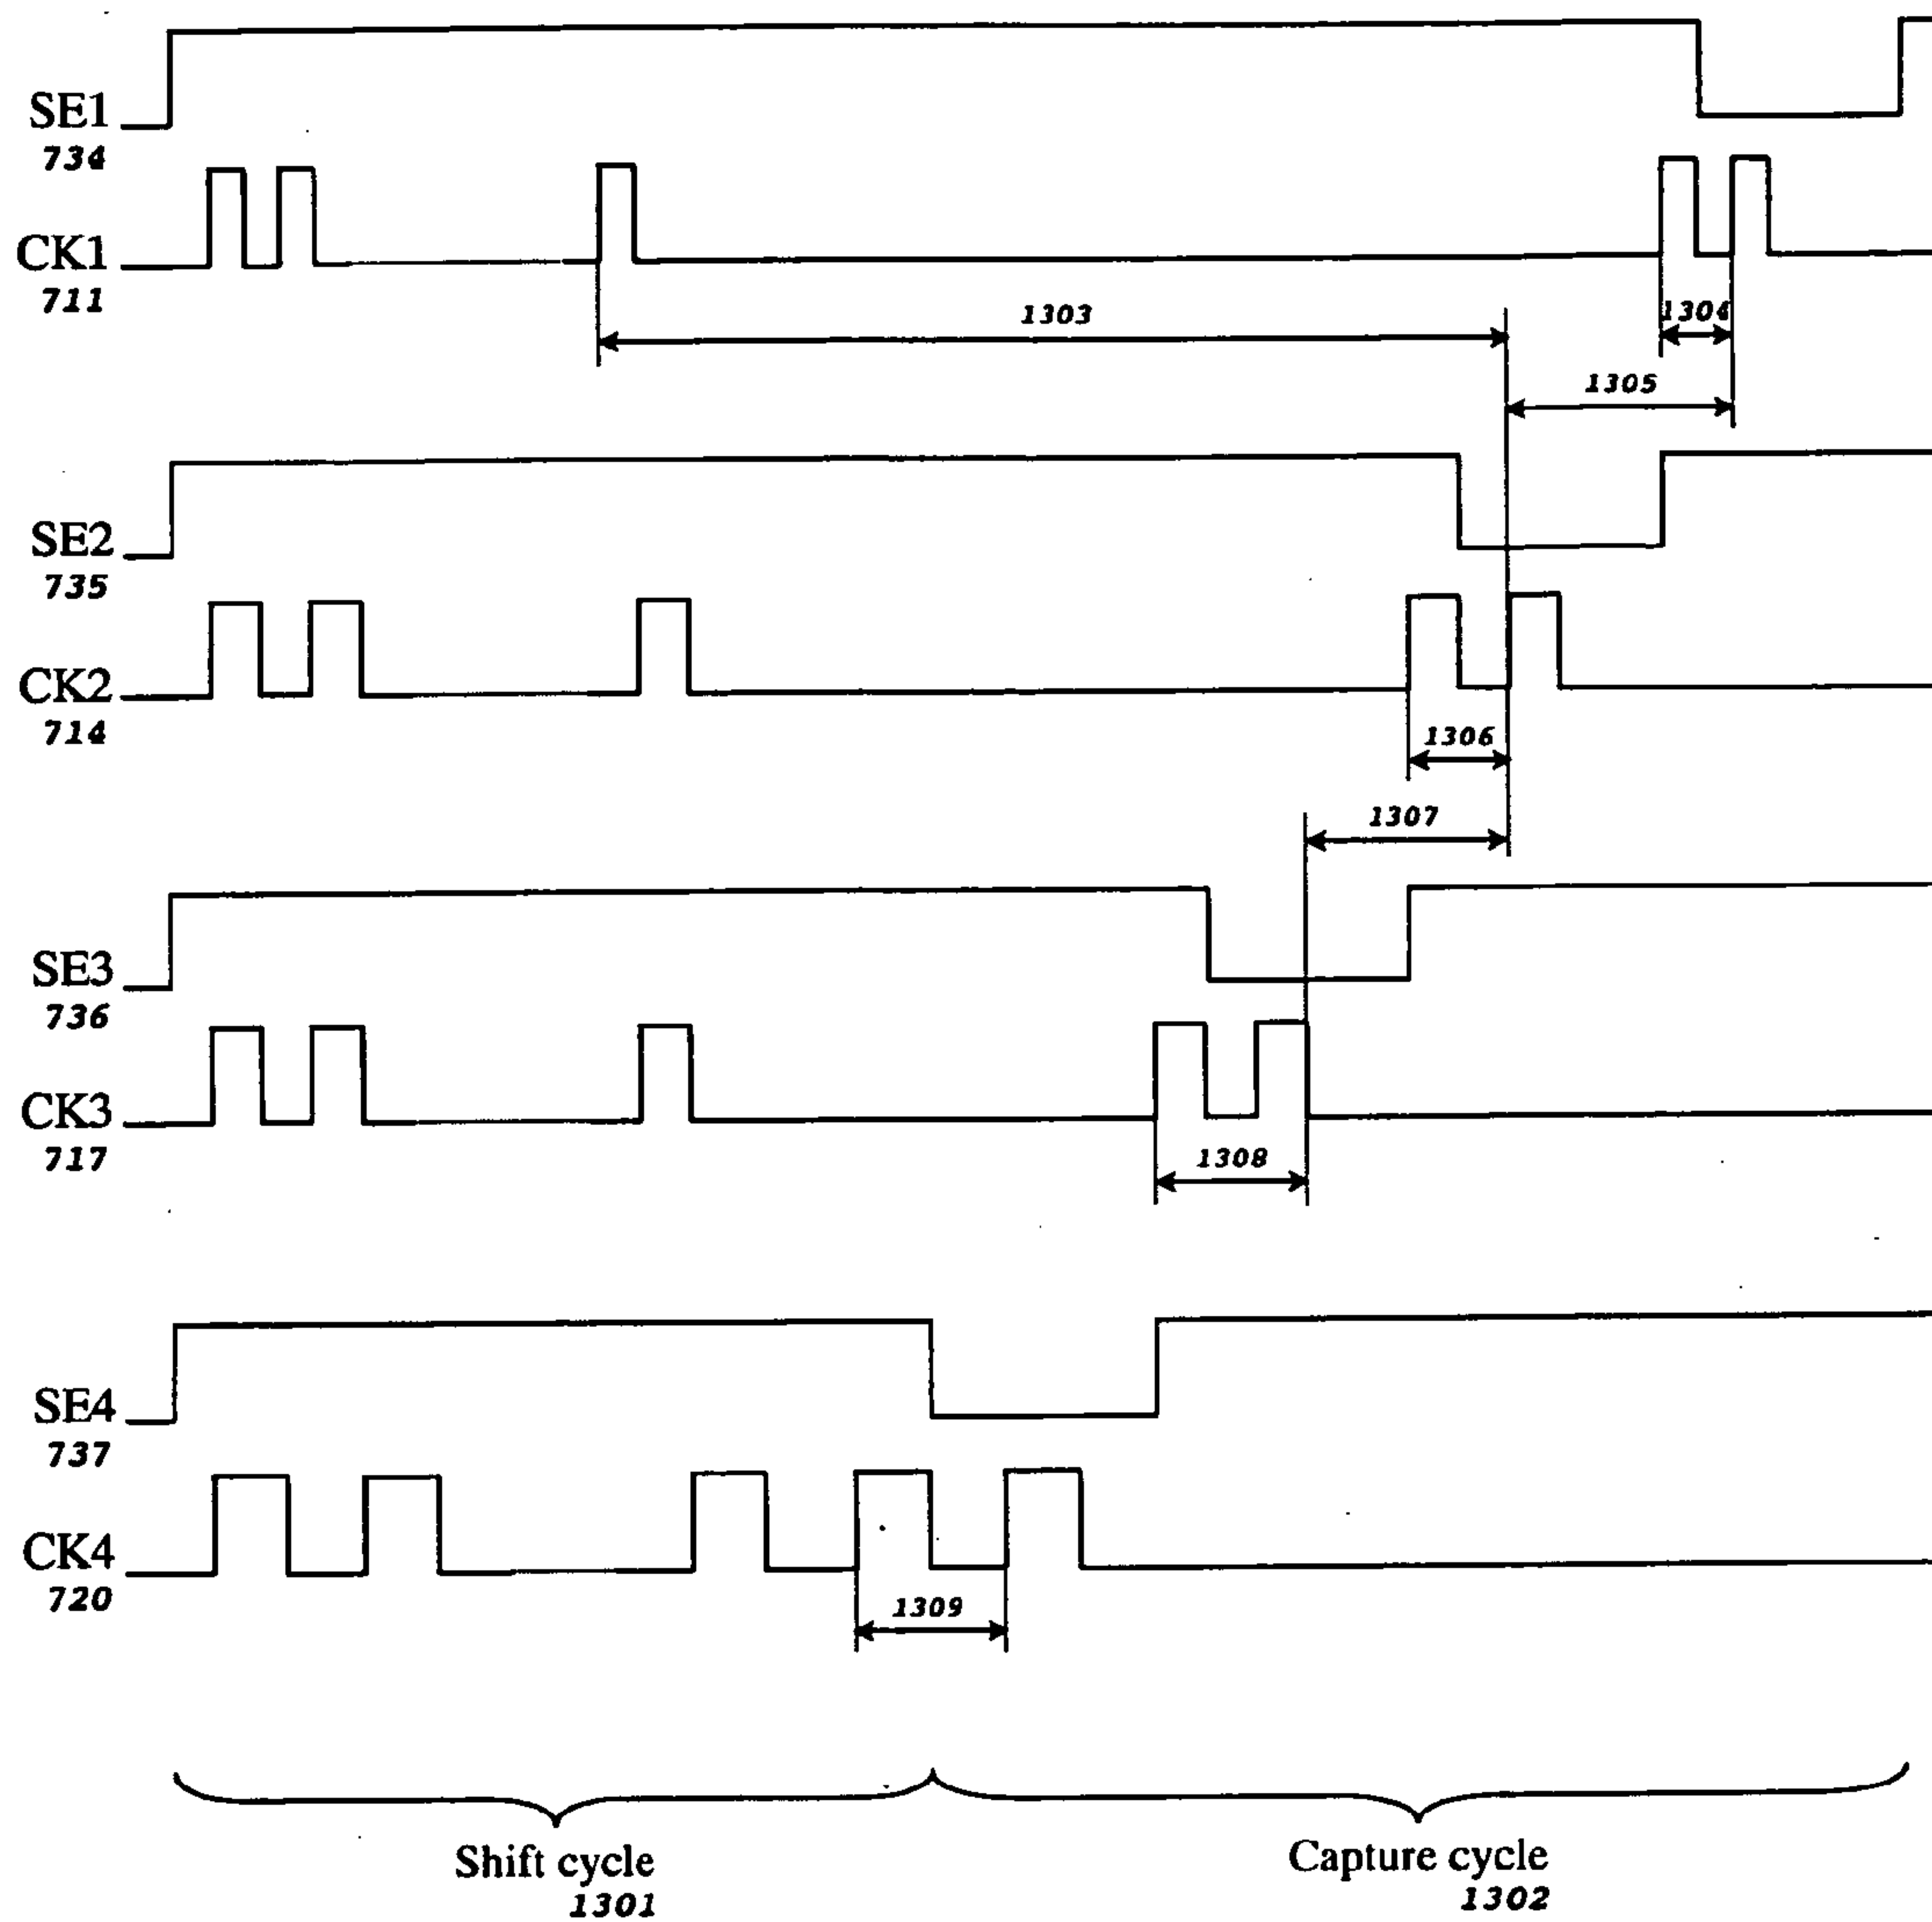 SE1
734
CK1
711
1303
1304
1305
SE2
735
CK2
714
1306
1307
SE3
736
CK3
717
1308
SE4
737
CK4
720
1309
Shift cycle
1301
Capture cycle
1302